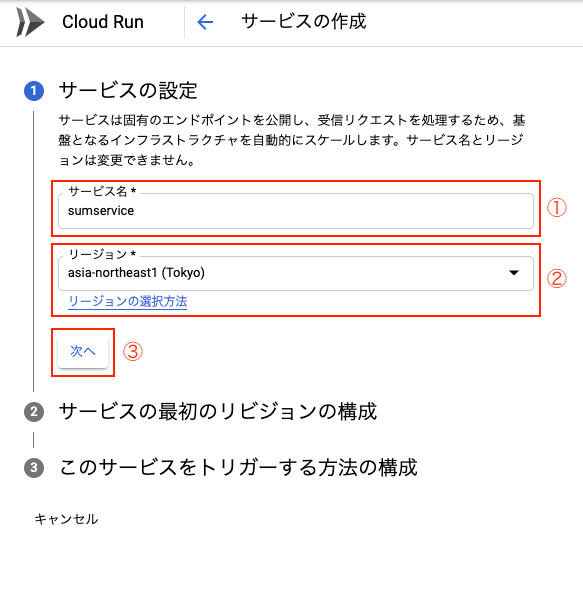 Cloud Run
← サービスの作成
1 サービスの設定
サービスは固有のエンドポイントを公開し、受信リクエストを処理するため、基
盤となるインフラストラクチャを自動的にスケールします。サービス名とリージ
ョンは変更できません。
サービス名 *
sumservice
①
リージョン *
asia-northeast1 (Tokyo)
②
リージョンの選択方法
次へ
③
2 サービスの最初のリビジョンの構成
3 このサービスをトリガーする方法の構成
キャンセル